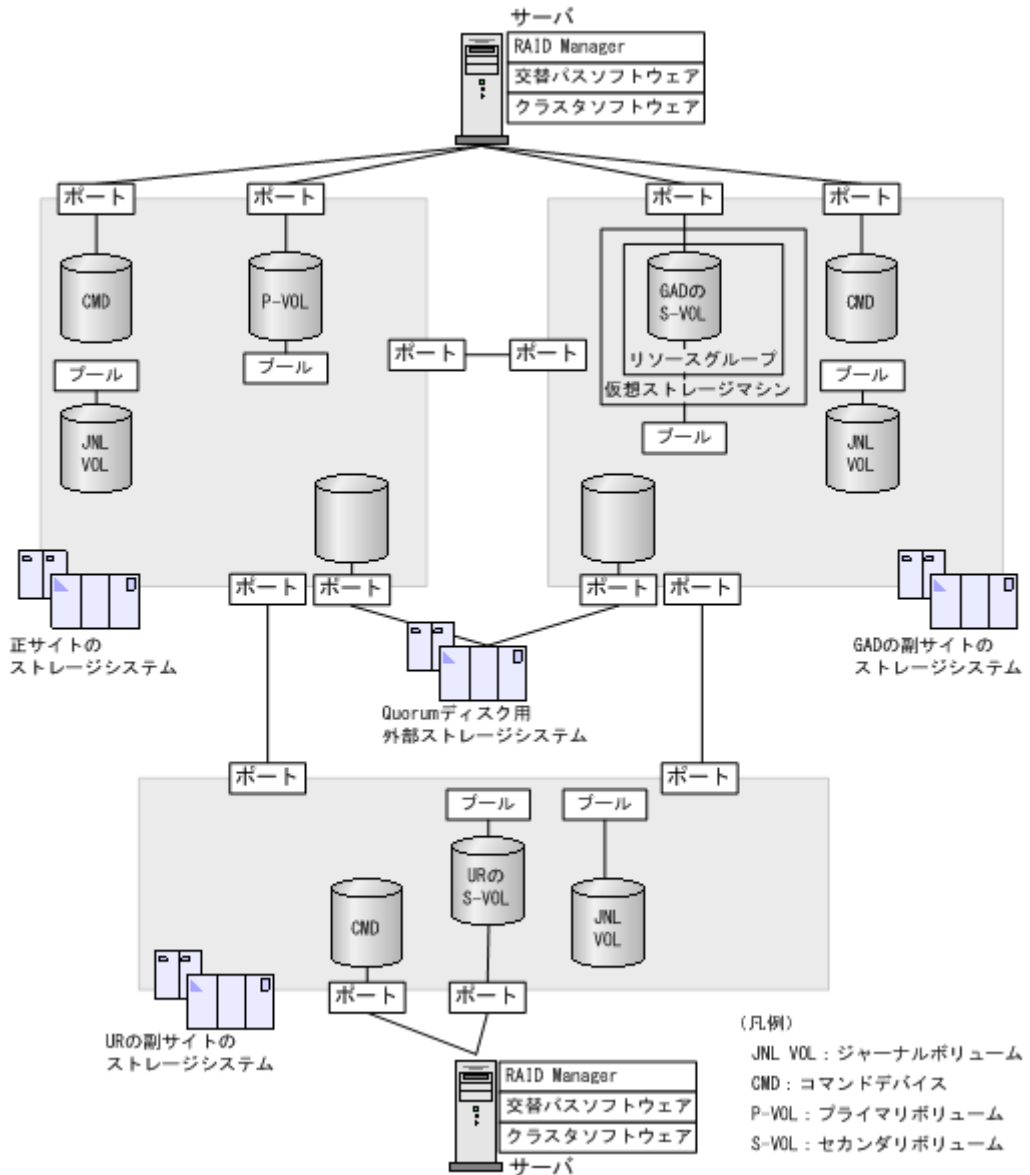 サーバ
RAID Manager
交替パスソフトウェア
クラスタソフトウェア
ポート
ポート
ポート
ポート
CMD
P-VOL
GADの
S-VOL
CMD
リソースグループ
仮想ストレージマシン
ポート
ポート
プール
プール
プール
プール
JNL
VOL
JNL
VOL
ポート
ポート
ポート
ポート
正サイトの
ストレージシステム
Quorumディスク用
外部ストレージシステム
GADの副サイトの
ストレージシステム
ポート
ポート
プール
プール
URの
S-VOL
CMD
JNL
VOL
ポート
ポート
URの副サイトの
ストレージシステム
RAID Manager
交替パスソフトウェア
クラスタソフトウェア
サーバ
(凡例)
JNL VOL：ジャーナルボリューム
CMD：コマンドデバイス
P-VOL：プライマリボリューム
S-VOL：セカンダリボリューム